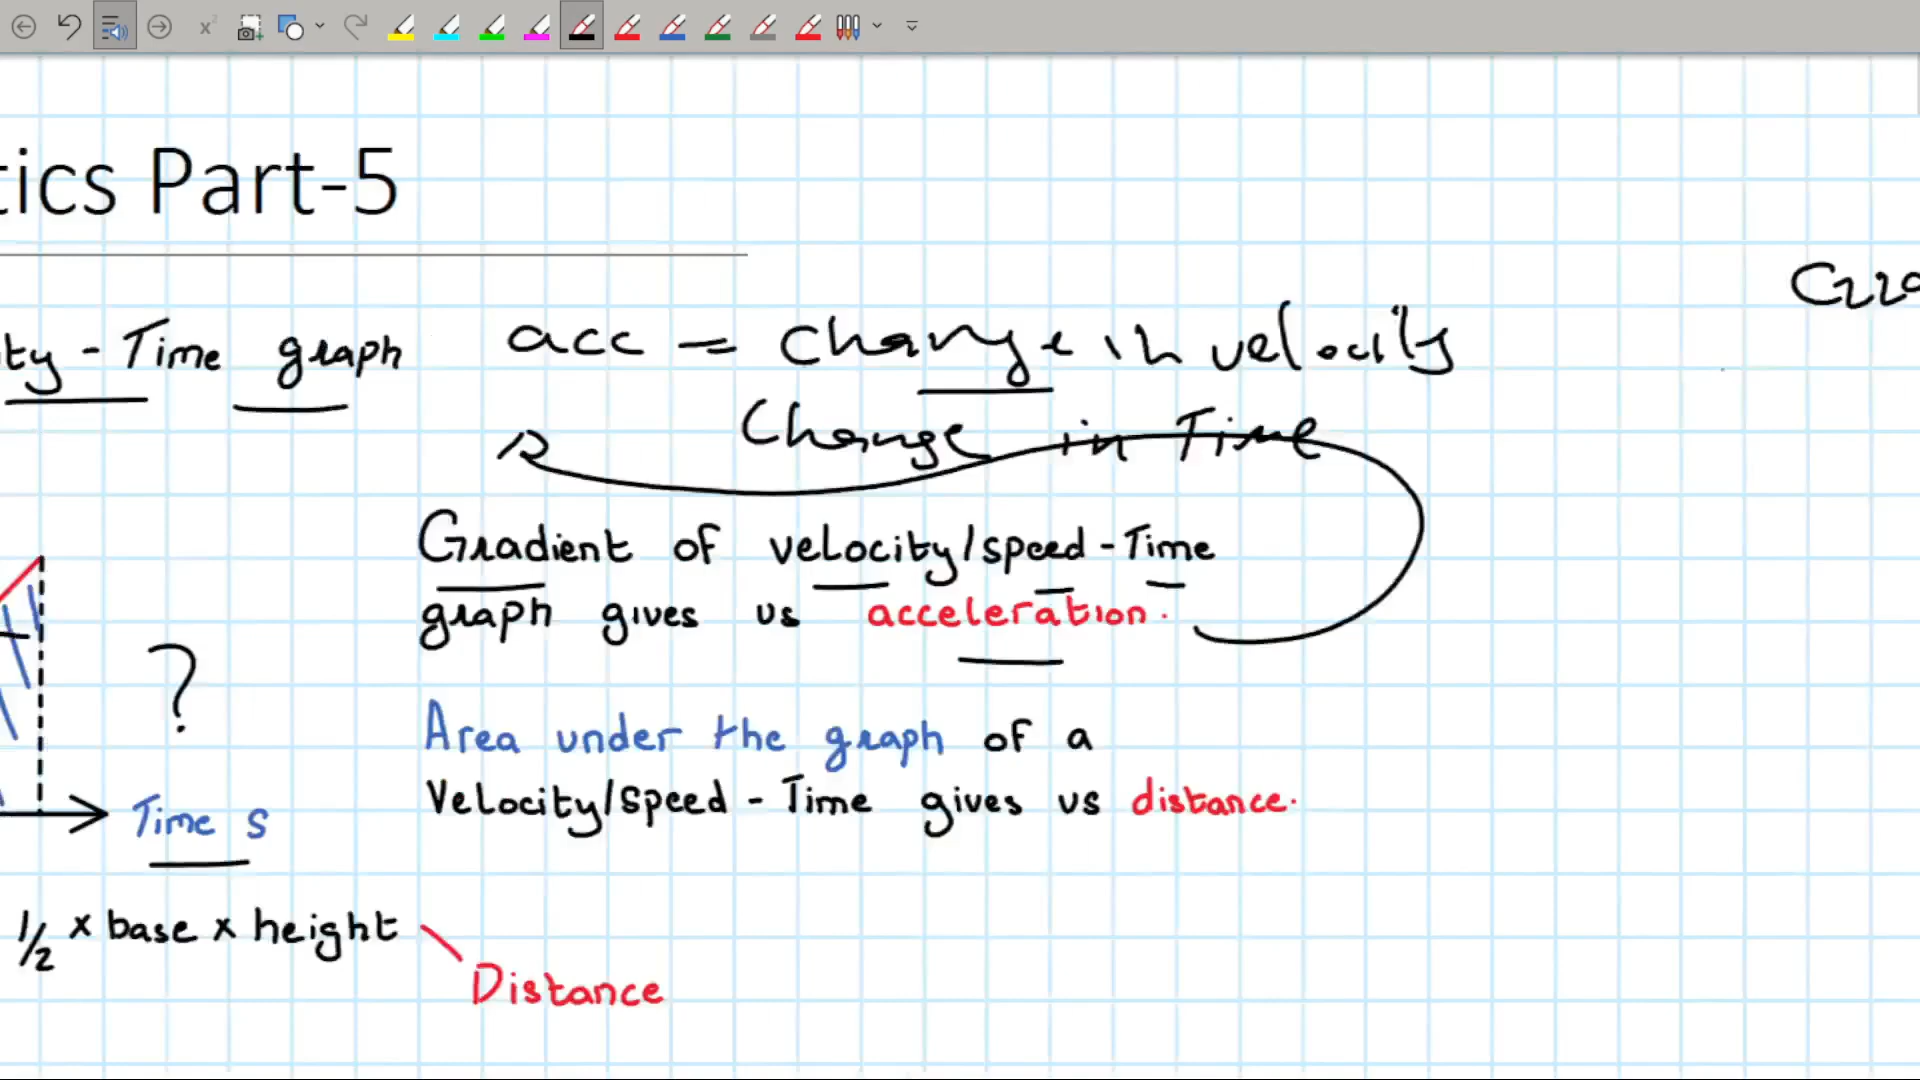 tics Part-5
ity - Time graph
acc = change in velocity
Change in Time
Gradient of velocity/speed - Time
graph gives us acceleration.
?
Area under the graph of a
Velocity/speed - Time gives us distance.
Time s
1/2 x base x height
Distance